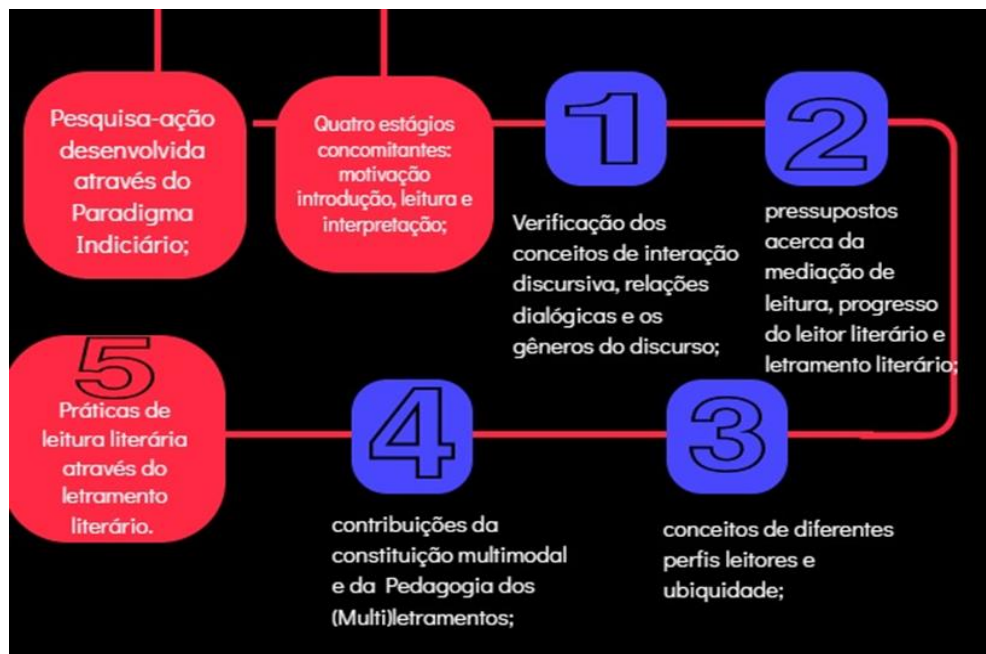 Pesquisa-ação
desenvolvida
através do
Paradigma
Indiciário;
Quatro estágios
concomitantes:
motivação
introdução, leitura e
interpretação;
1
Verificação dos
conceitos de interação
discursiva, relações
dialógicas e os
gêneros do discurso;
2
pressupostos
acerca da
mediação de
leitura, progresso
do leitor literário e
letramento literário;
3
conceitos de diferentes
perfis leitores e
ubiquidade;
4
contribuições da
constituição multimodal
e da Pedagogia dos
(Multi)letramentos;
5
Práticas de
leitura literária
através do
letramento
literário.